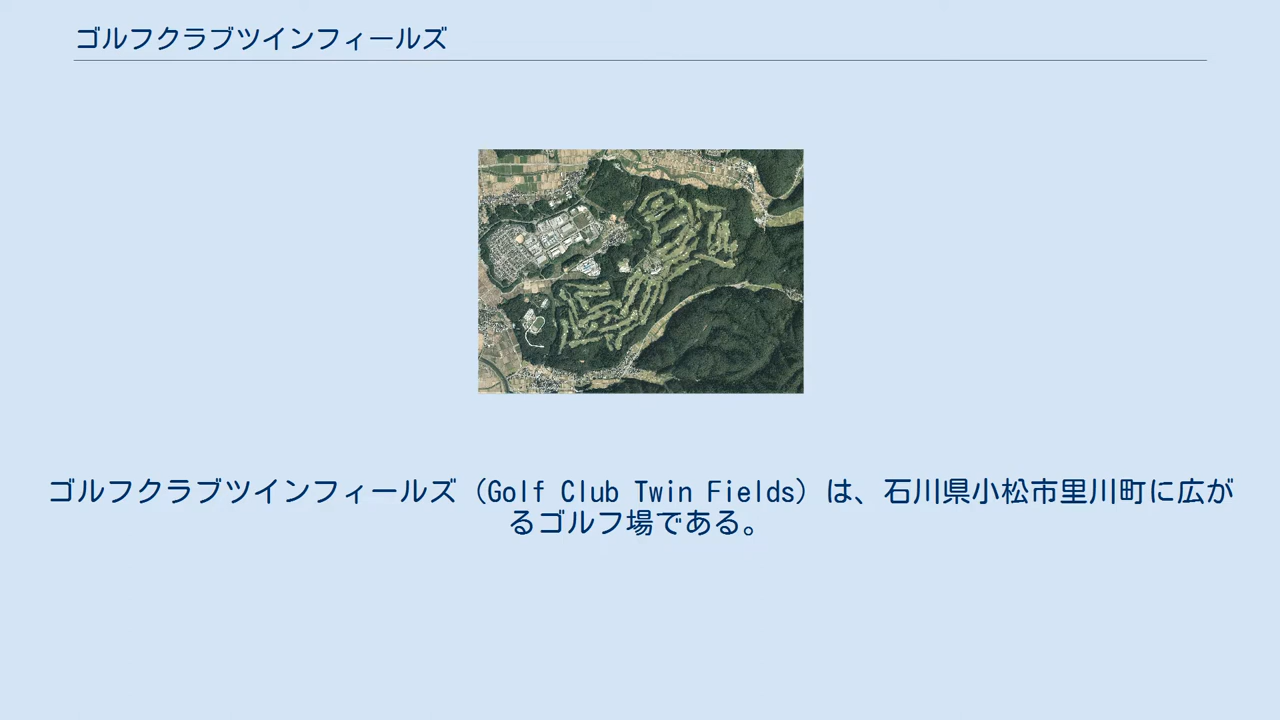 ゴルフクラブツインフィールズ
ゴルフクラブツインフィールズ（Golf Club Twin Fields）は、石川県小松市里川町に広が
るゴルフ場である。